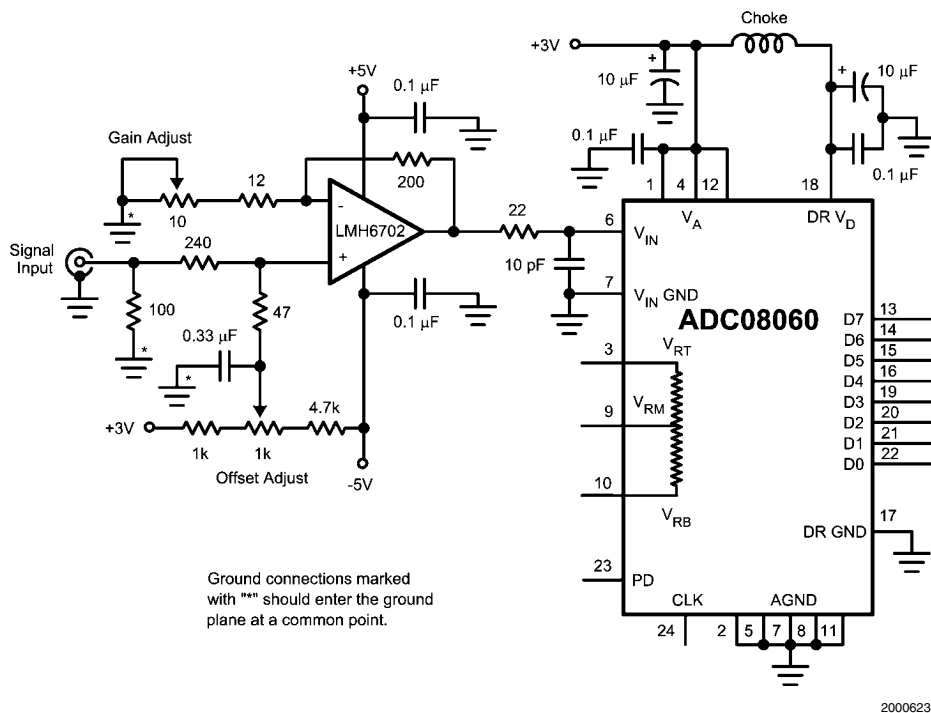 Choke
+3V
+
10 µF
+
10 µF
+5V
0.1 µF
0.1 µF
0.1 µF
Gain Adjust
1
4
12
18
200
12
-
V_A
DR V_D
*
10
LMH6702
22
6
V_IN
Signal
Input
240
+
10 pF
7
V_IN GND
100
47
0.1 µF
ADC08060
13
D7
14
D6
*
0.33 µF
3
V_RT
15
D5
16
D4
*
19
D3
4.7k
9
V_RM
20
D2
+3V
21
D1
1k
1k
22
D0
Offset Adjust
-5V
10
V_RB
17
DR GND
Ground connections marked
with "*" should enter the ground
plane at a common point.
23
PD
CLK
AGND
24
2
5
7
8
11
2000623